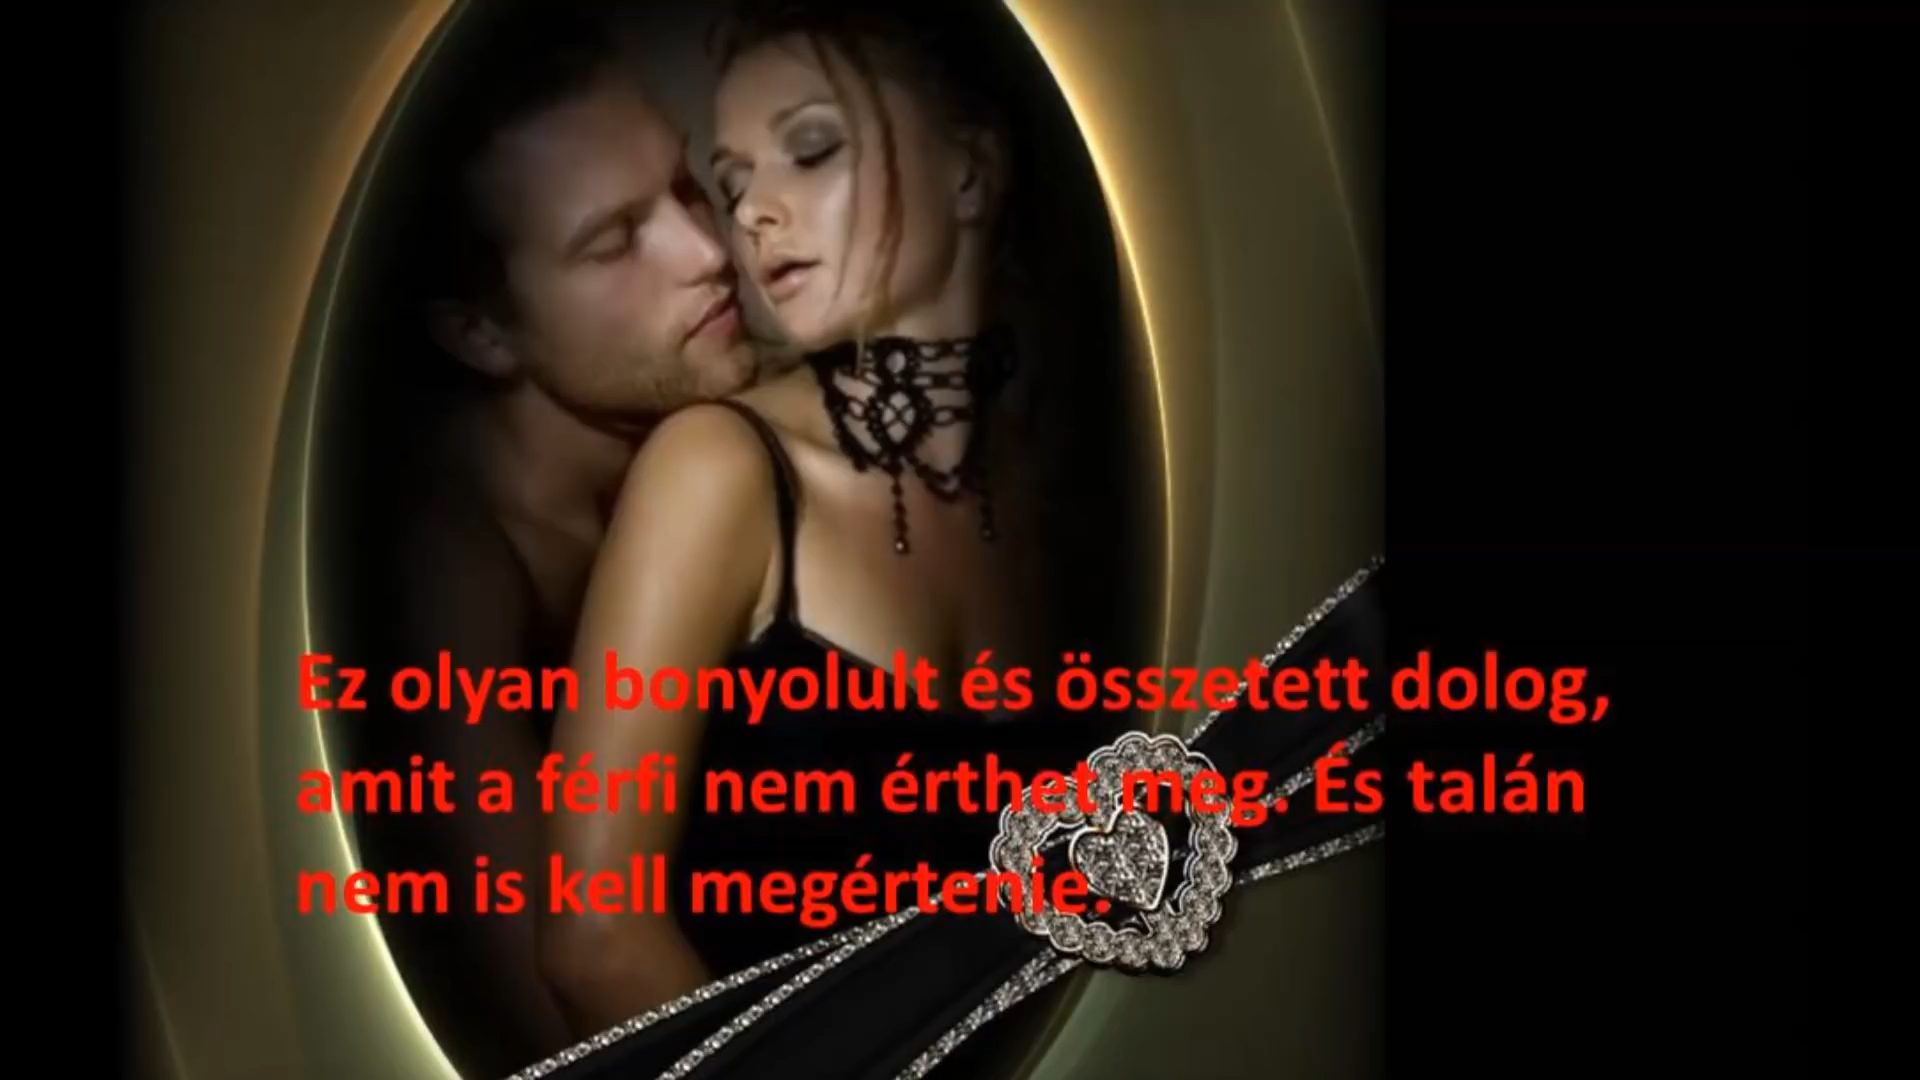 Ez olyan bonyolult és összetett dolog,
amit a férfi nem érthet meg. És talán
nem is kell megértenie.